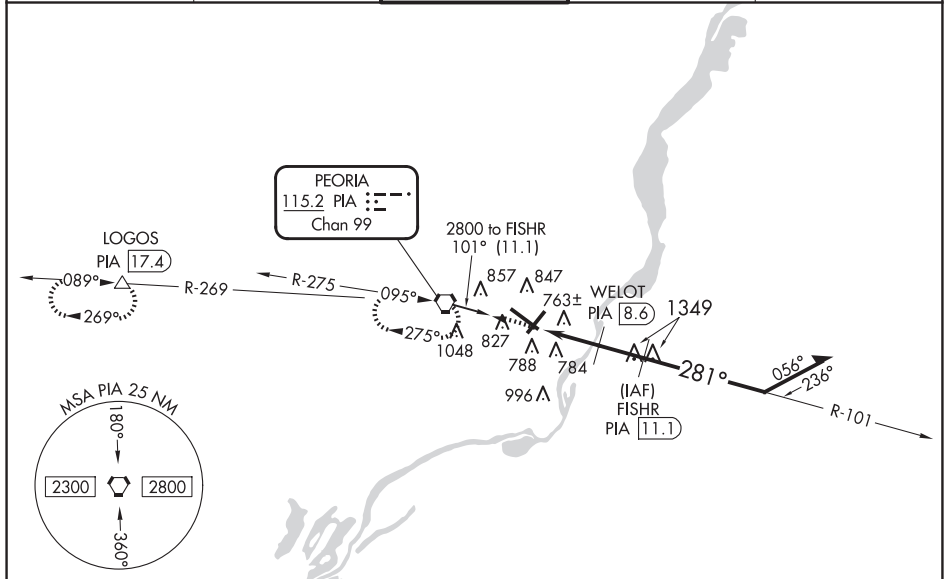 PEORIA
115.2 PIA
Chan 99
2800 to FISHR
101° (11.1)
LOGOS
PIA 17.4
089°
269°
R-269
R-275
095°
275°
1048
857
847
827
763±
788
784
996
WELOT
PIA 8.6
1349
281°
(IAF)
FISHR
PIA 11.1
056°
236°
R-101
MSA PIA 25 NM
180°
2300
2800
360°